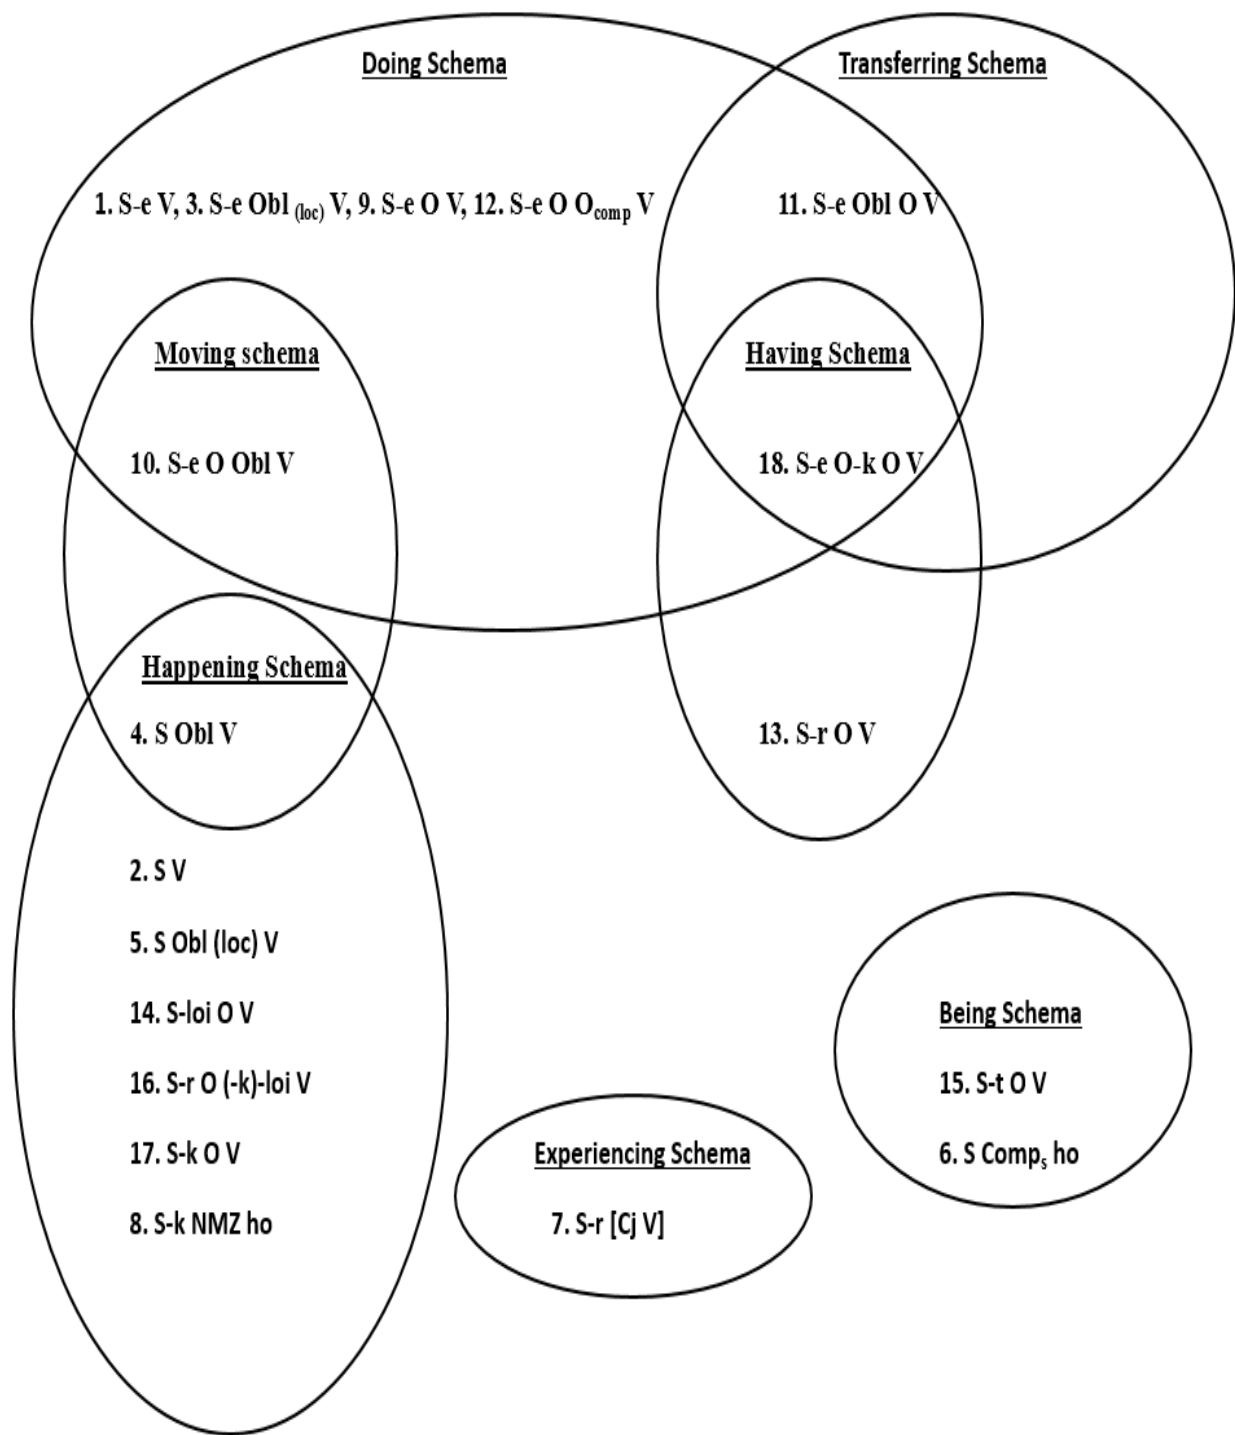 Doing Schema
Transferring Schema
1. S-e V, 3. S-e Obl (loc) V, 9. S-e O V, 12. S-e O Ocomp V
11. S-e Obl O V
Moving schema
Having Schema
10. S-e O Obl V
18. S-e O-k O V
Happening Schema
4. S Obl V
13. S-r O V
2. S V
5. S Obl (loc) V
14. S-loi O V
Being Schema
16. S-r O (-k)-loi V
15. S-t O V
17. S-k O V
Experiencing Schema
6. S Comps ho
8. S-k NMZ ho
7. S-r [Cj V]